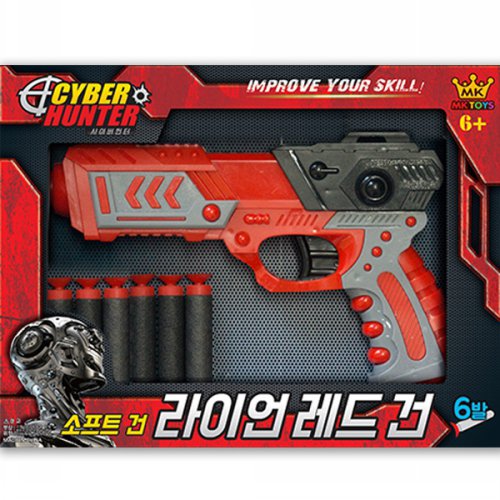 CYBER
HUNTER
사이버헌터
IMPROVE YOUR SKILL!
MK
MK TOYS
6+
소프트 건 라이언 레드 건
6발